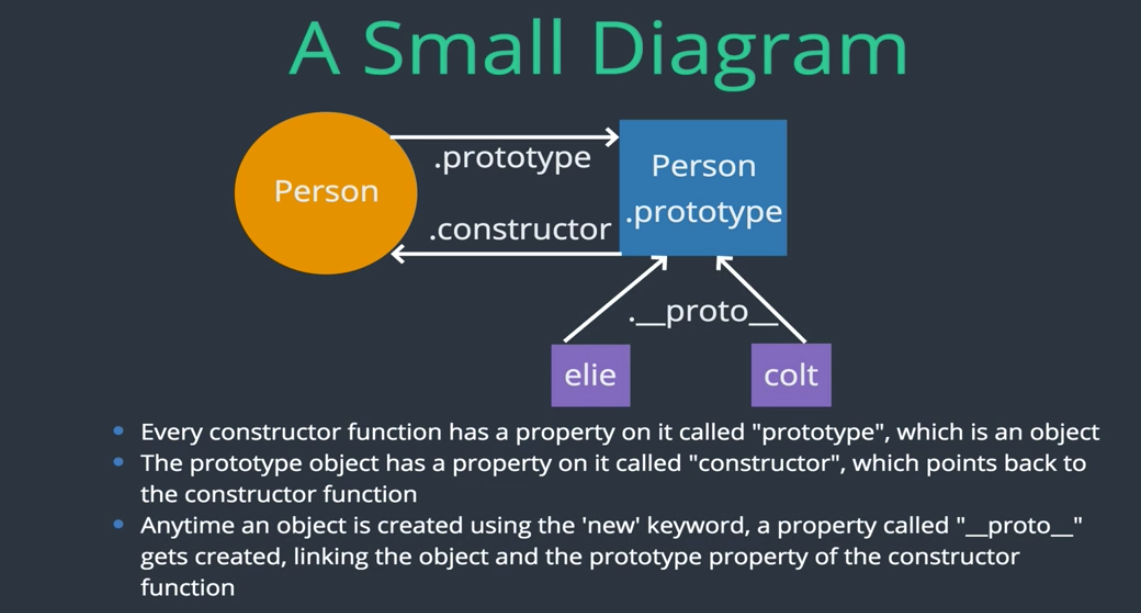 A Small Diagram
Person
.prototype
Person
.prototype
.constructor
.__proto__
elie
colt
Every constructor function has a property on it called "prototype", which is an object
The prototype object has a property on it called "constructor", which points back to
the constructor function
Anytime an object is created using the 'new' keyword, a property called "__proto__"
gets created, linking the object and the prototype property of the constructor
function